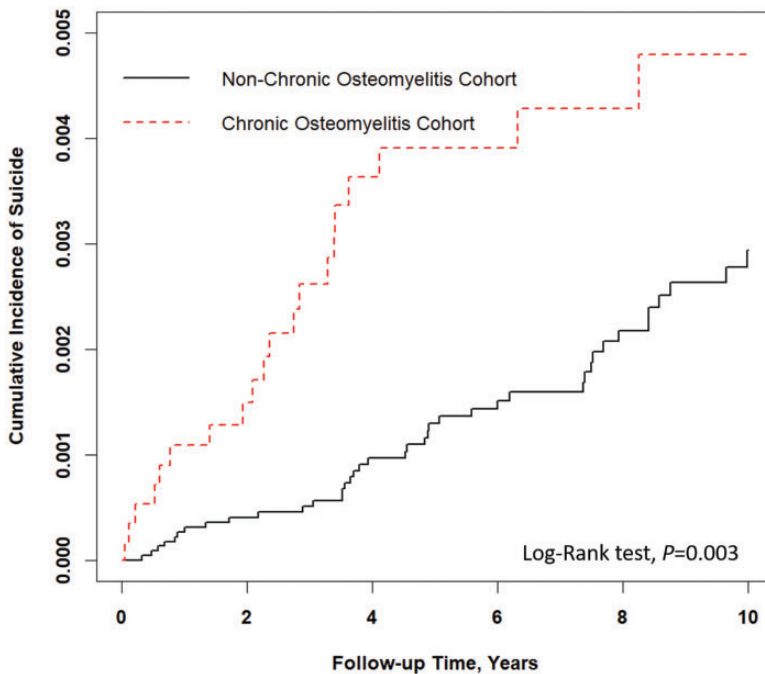 0.005
0.004
0.003
0.002
0.001
0.000
Cumulative Incidence of Suicide
Non-Chronic Osteomyelitis Cohort
Chronic Osteomyelitis Cohort
Log-Rank test, P=0.003
0 2 4 6 8 10
Follow-up Time, Years